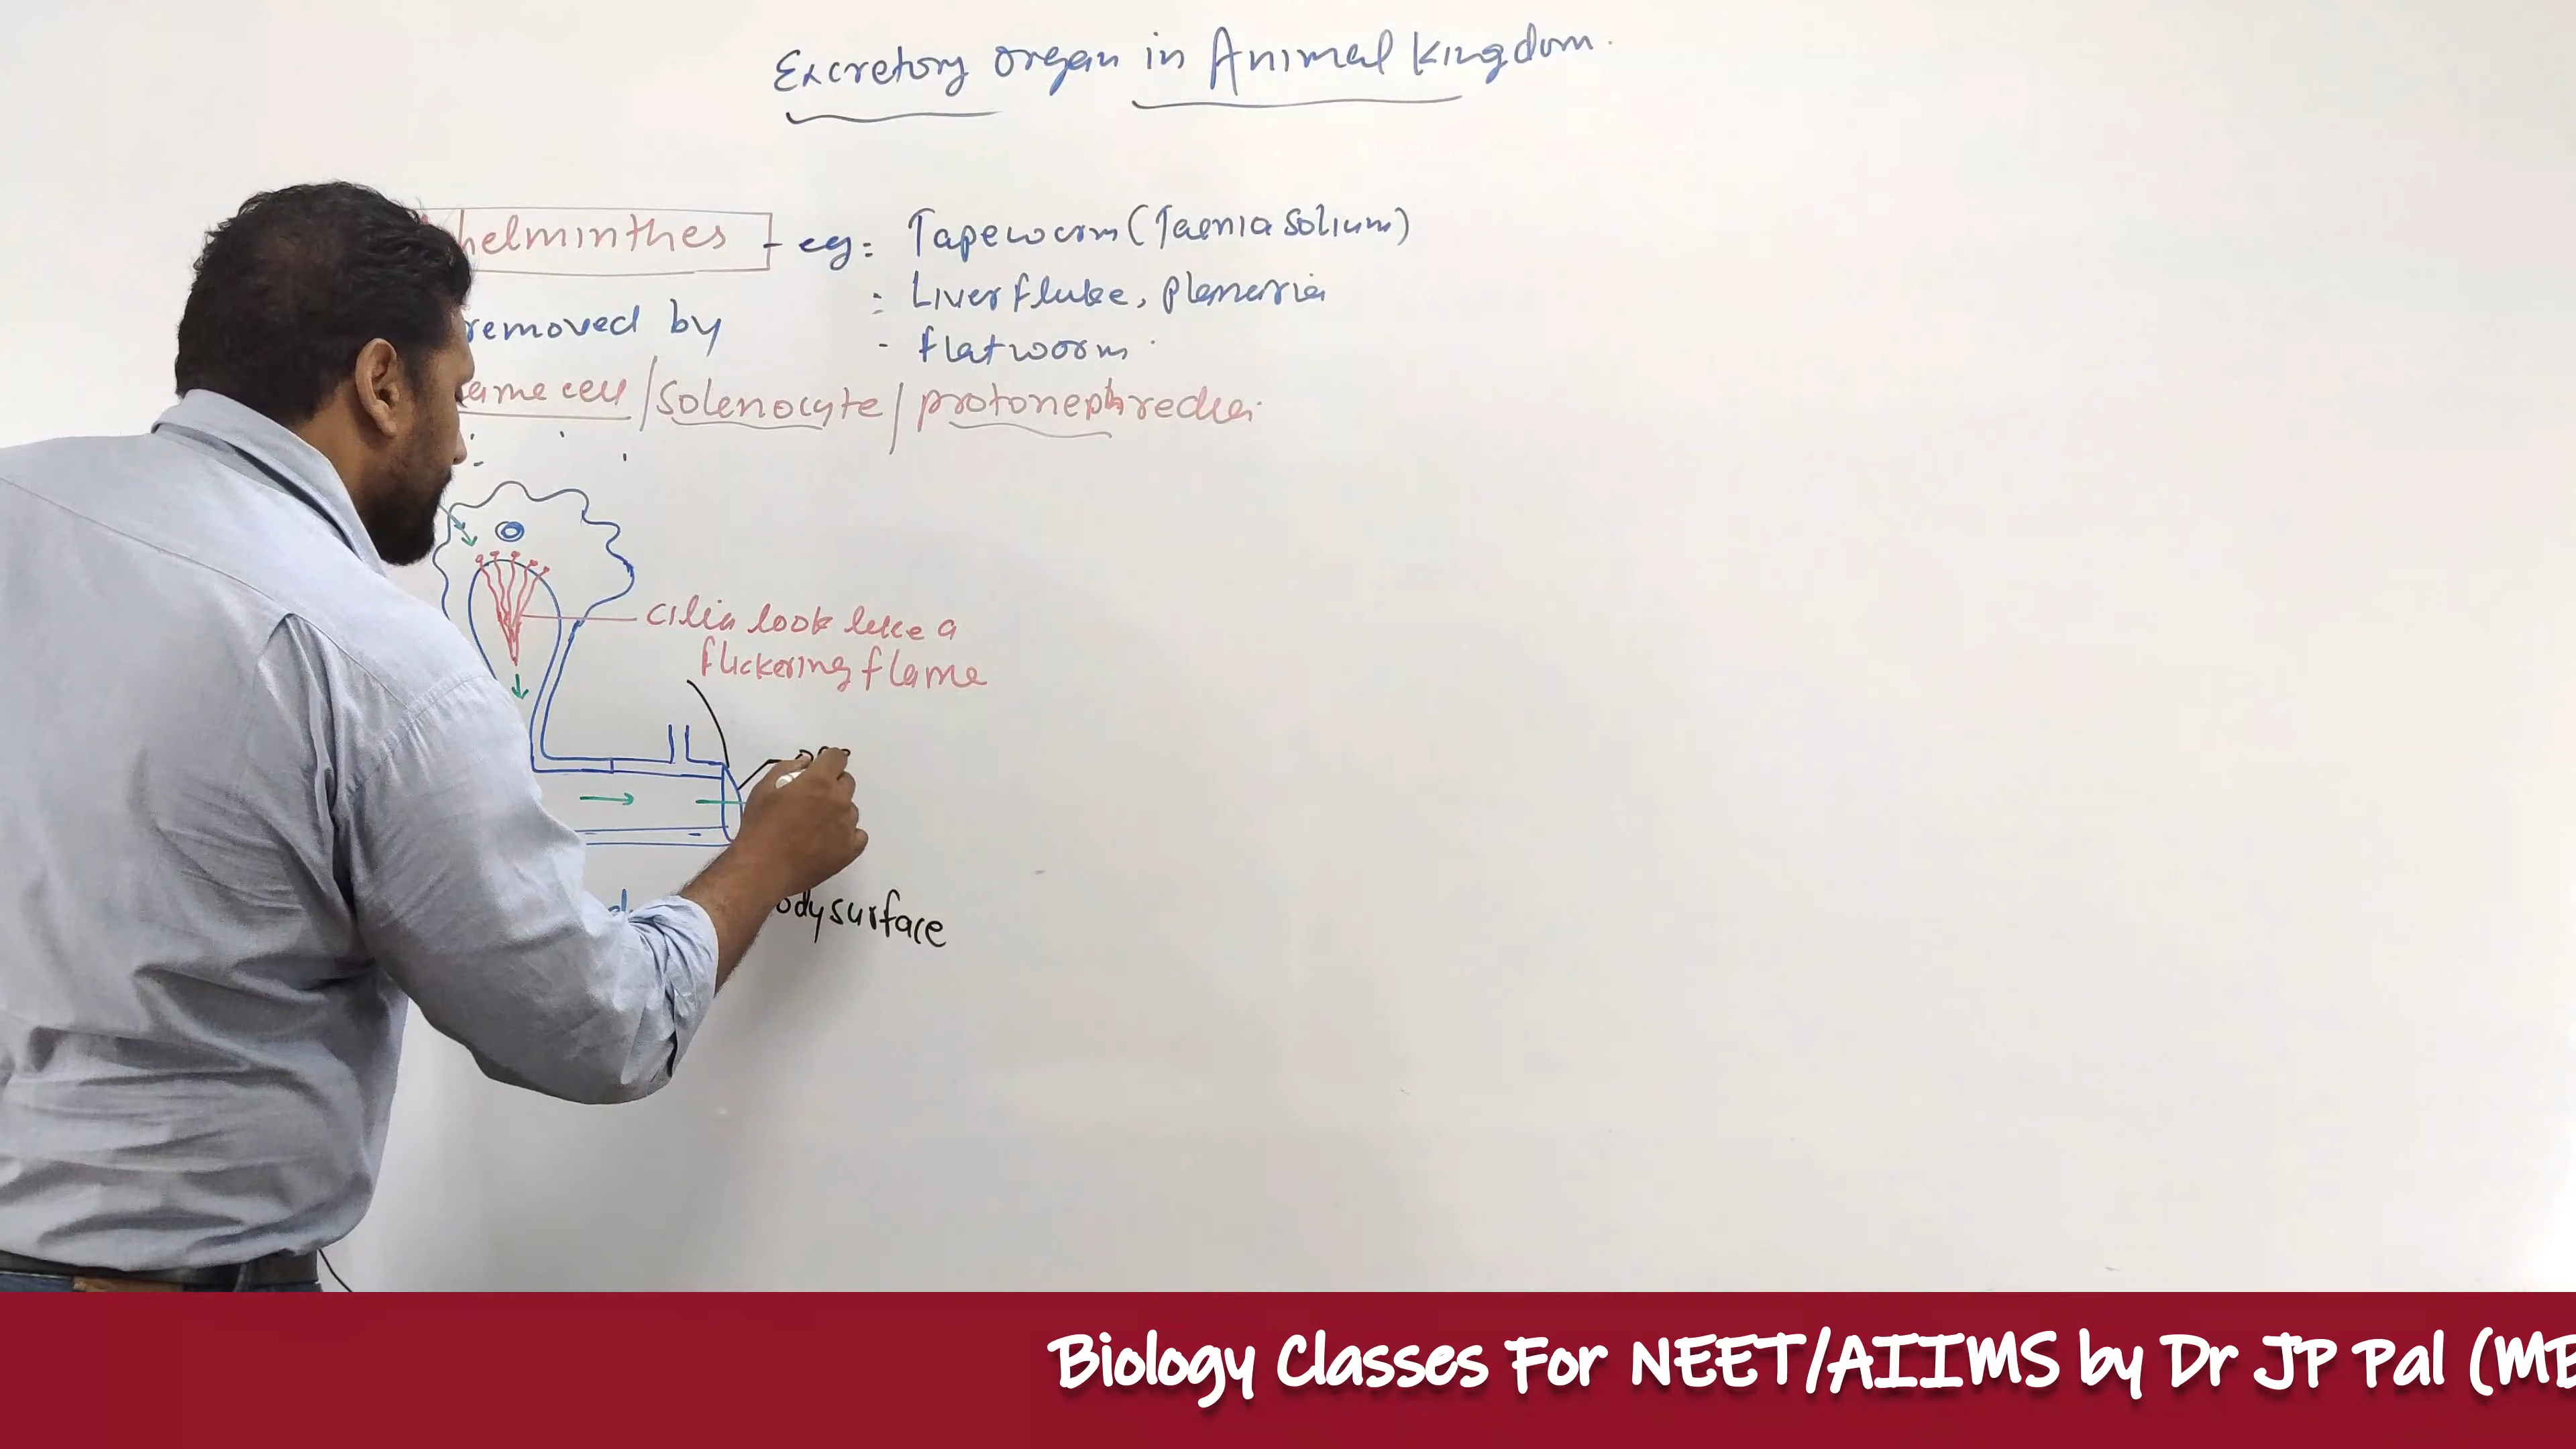 Excretory organ in Animal Kingdom.
helminthes - eg: Tapeworm (Taenia Solium)
: Liver fluke, planaria
removed by
- flatworm.
ame cell / Solenocyte / protonephredia.
cilia look like a
flickering flame
ody surface
Biology Classes For NEET/AIIMS by Dr JP Pal (MB